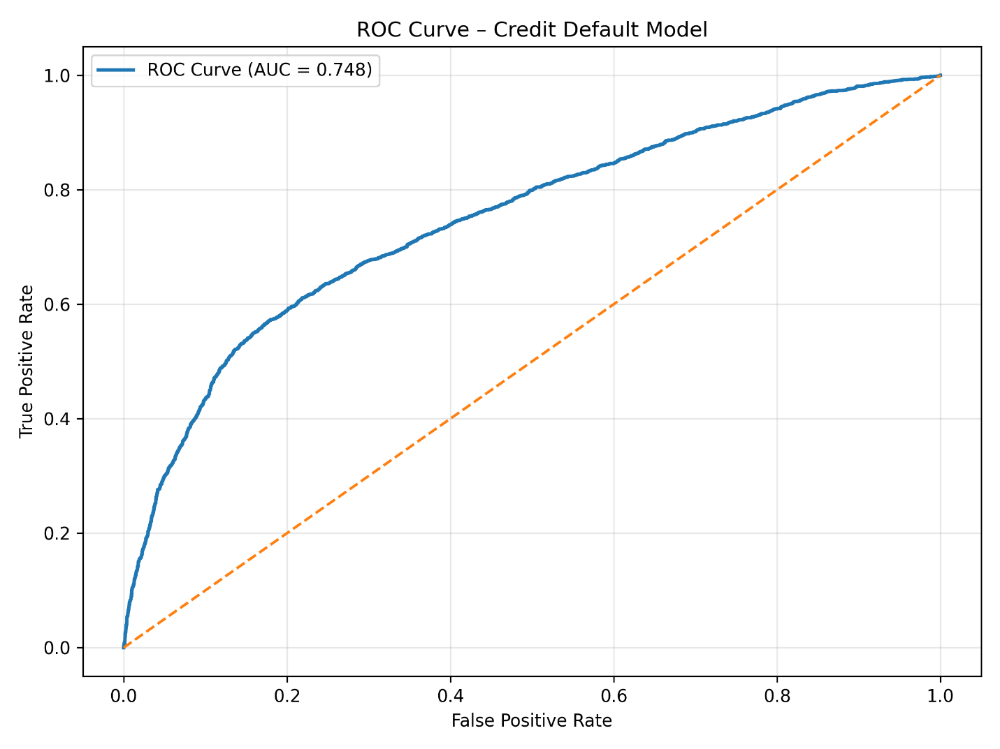 ROC Curve – Credit Default Model
ROC Curve (AUC = 0.748)
1.0
0.8
0.6
0.4
0.2
0.0
True Positive Rate
0.0 0.2 0.4 0.6 0.8 1.0
False Positive Rate